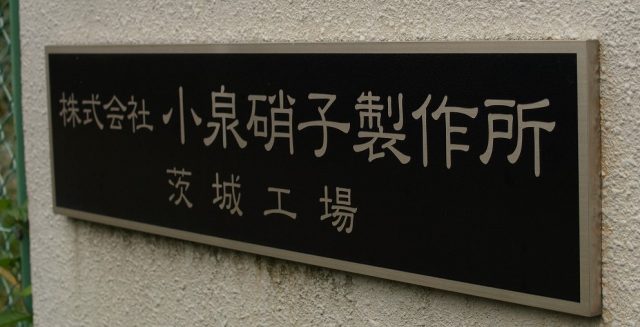 株式会社 小泉硝子製作所
茨城工場